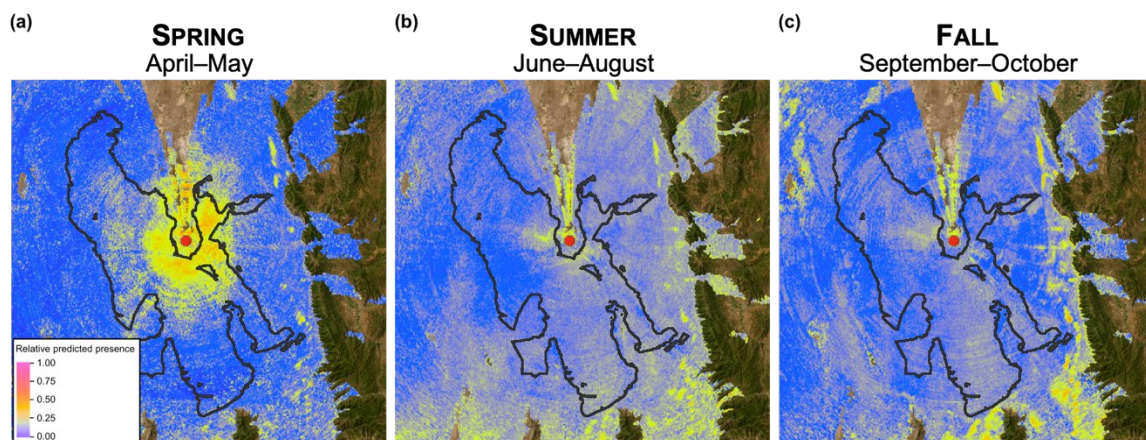 (a)
SPRING
April–May
(b)
SUMMER
June–August
(c)
FALL
September–October
Relative predicted presence
1.00
0.75
0.50
0.25
0.00